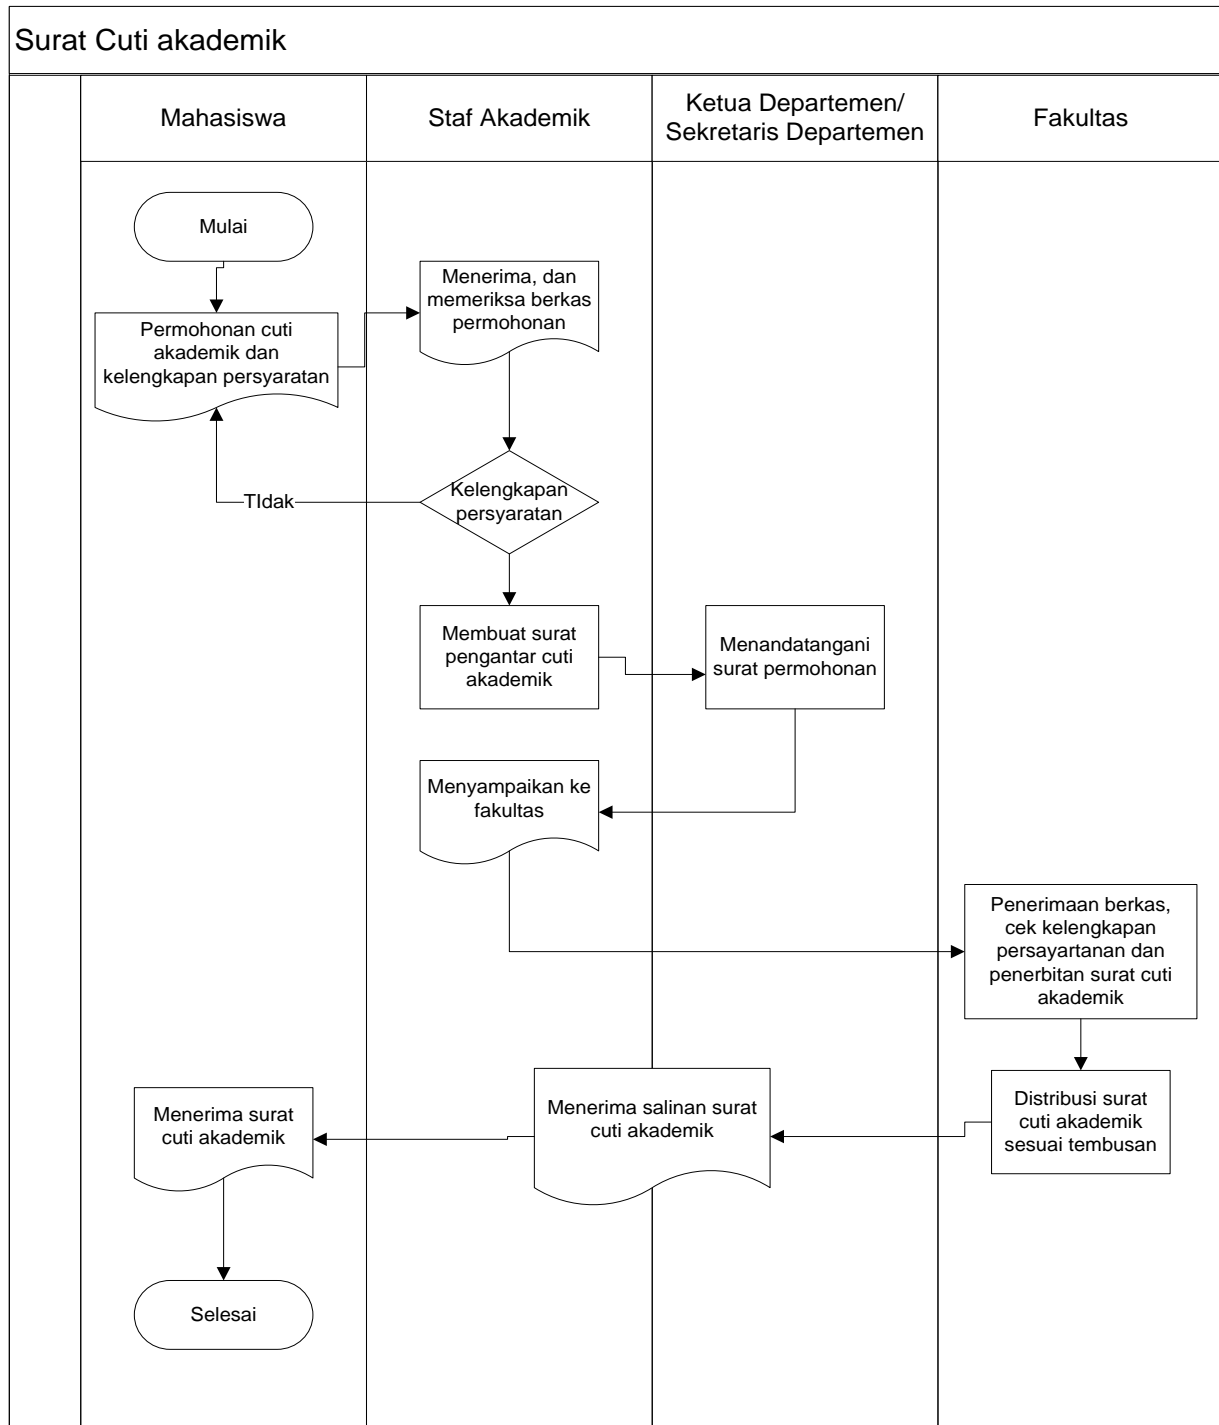 Surat Cuti akademik
Mahasiswa
Staf Akademik
Ketua Departemen/
Sekretaris Departemen
Fakultas
Mulai
Permohonan cuti
akademik dan
kelengkapan persyaratan
Menerima, dan
memeriksa berkas
permohonan
Kelengkapan
persyaratan
TIdak
Membuat surat
pengantar cuti
akademik
Menandatangani
surat permohonan
Menyampaikan ke
fakultas
Penerimaan berkas,
cek kelengkapan
persayartanan dan
penerbitan surat cuti
akademik
Distribusi surat
cuti akademik
sesuai tembusan
Menerima salinan surat
cuti akademik
Menerima surat
cuti akademik
Selesai